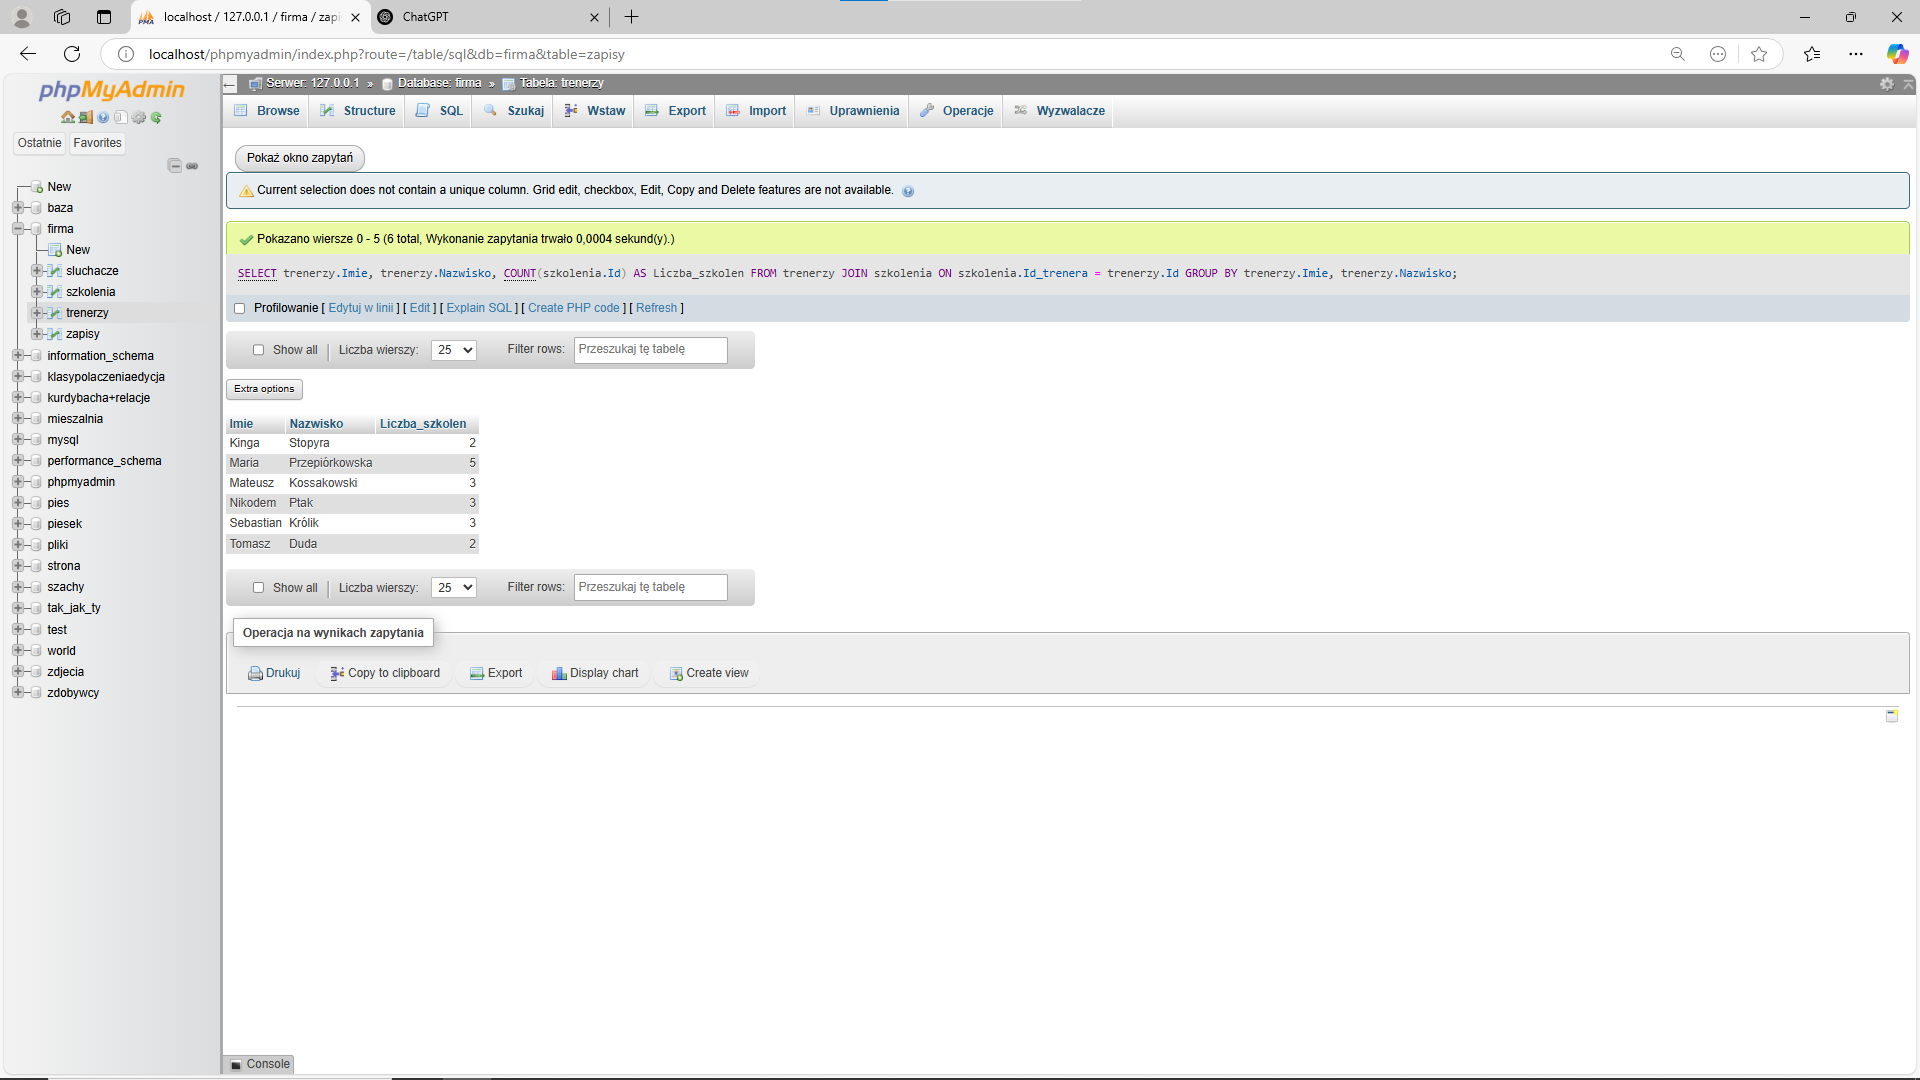 localhost / 127.0.0.1 / firma / zapi
ChatGPT
localhost/phpmyadmin/index.php?route=/table/sql&db=firma&table=zapisy
phpMyAdmin
Ostatnie Favorites
New
baza
firma
New
sluchacze
szkolenia
trenerzy
zapisy
information_schema
klasypolaczeniaedycja
kurdybacha+relacje
mieszalnia
mysql
performance_schema
phpmyadmin
pies
piesek
pliki
strona
szachy
tak_jak_ty
test
world
zdjecia
zdobywcy
Serwer: 127.0.0.1 » Database: firma » Tabela: trenerzy
Browse Structure SQL Szukaj Wstaw Export Import Uprawnienia Operacje Wyzwalacze
Pokaż okno zapytań
Current selection does not contain a unique column. Grid edit, checkbox, Edit, Copy and Delete features are not available.
Pokazano wiersze 0 - 5 (6 total, Wykonanie zapytania trwało 0,0004 sekund(y).)
SELECT trenerzy.Imie, trenerzy.Nazwisko, COUNT(szkolenia.Id) AS Liczba_szkolen FROM trenerzy JOIN szkolenia ON szkolenia.Id_trenera = trenerzy.Id GROUP BY trenerzy.Imie, trenerzy.Nazwisko;
Profilowanie [ Edytuj w linii ] [ Edit ] [ Explain SQL ] [ Create PHP code ] [ Refresh ]
Show all | Liczba wierszy: 25 Filter rows: Przeszukaj tę tabelę
Extra options
Imie Nazwisko Liczba_szkolen
Kinga Stopyra 2
Maria Przepiórkowska 5
Mateusz Kossakowski 3
Nikodem Ptak 3
Sebastian Królik 3
Tomasz Duda 2
Show all | Liczba wierszy: 25 Filter rows: Przeszukaj tę tabelę
Operacja na wynikach zapytania
Drukuj Copy to clipboard Export Display chart Create view
Console